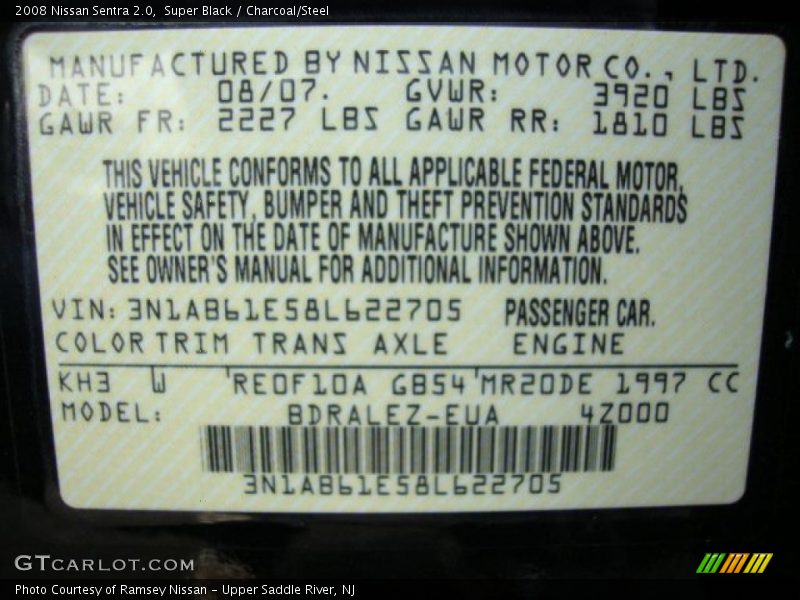 2008 Nissan Sentra 2.0,  Super Black / Charcoal/Steel
MANUFACTURED BY NISSAN MOTOR CO., LTD.
DATE: 08/07. GVWR: 3920 LBS
GAWR FR: 2227 LBS GAWR RR: 1810 LBS
THIS VEHICLE CONFORMS TO ALL APPLICABLE FEDERAL MOTOR,
VEHICLE SAFETY, BUMPER AND THEFT PREVENTION STANDARDS
IN EFFECT ON THE DATE OF MANUFACTURE SHOWN ABOVE.
SEE OWNER'S MANUAL FOR ADDITIONAL INFORMATION.
VIN: 3N1AB61E58L622705 PASSENGER CAR.
COLOR TRIM TRANS AXLE ENGINE
KH3 W 'RE0F10A GB54 'MR20DE 1997 CC
MODEL: BDRALEZ-EUA 4Z000
3N1AB61E58L622705
GTCARLOT.COM
Photo Courtesy of Ramsey Nissan - Upper Saddle River, NJ